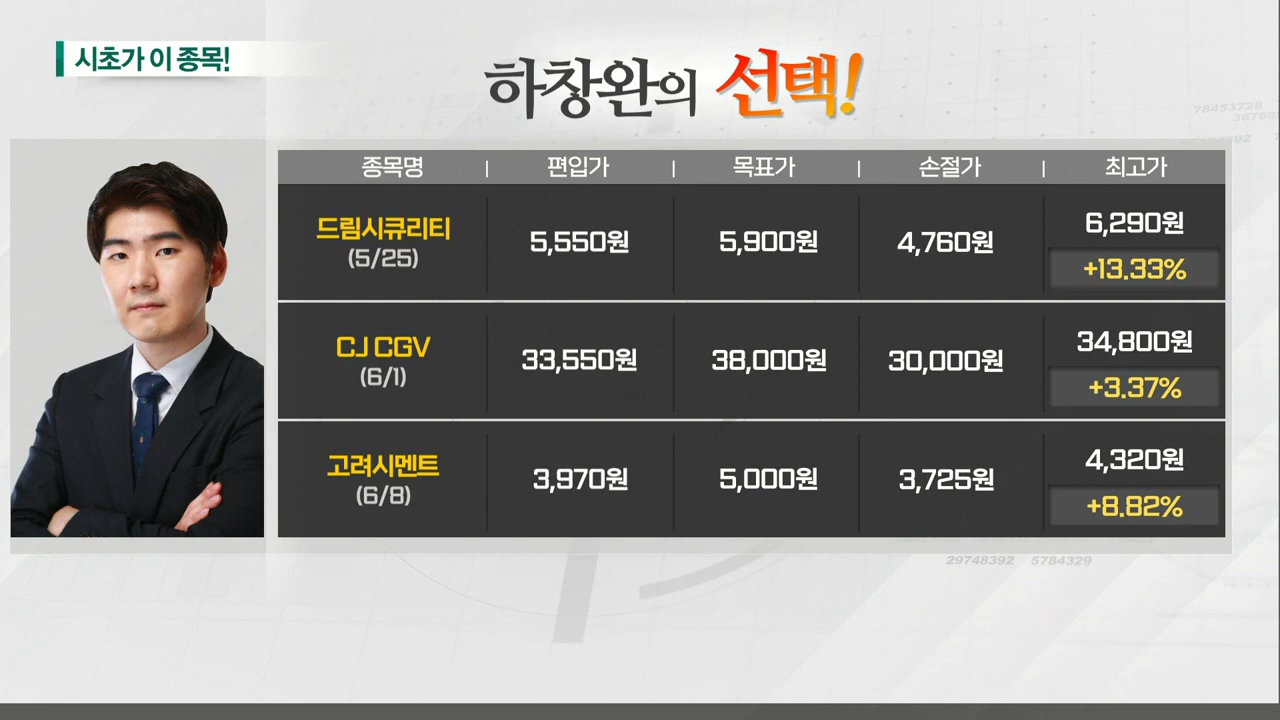 시초가 이 종목!
하창완의 선택!
종목명 | 편입가 | 목표가 | 손절가 | 최고가
드림시큐리티 (5/25) 5,550원 5,900원 4,760원 6,290원 +13.33%
CJ CGV (6/1) 33,550원 38,000원 30,000원 34,800원 +3.37%
고려시멘트 (6/8) 3,970원 5,000원 3,725원 4,320원 +8.82%
29748392 5784329